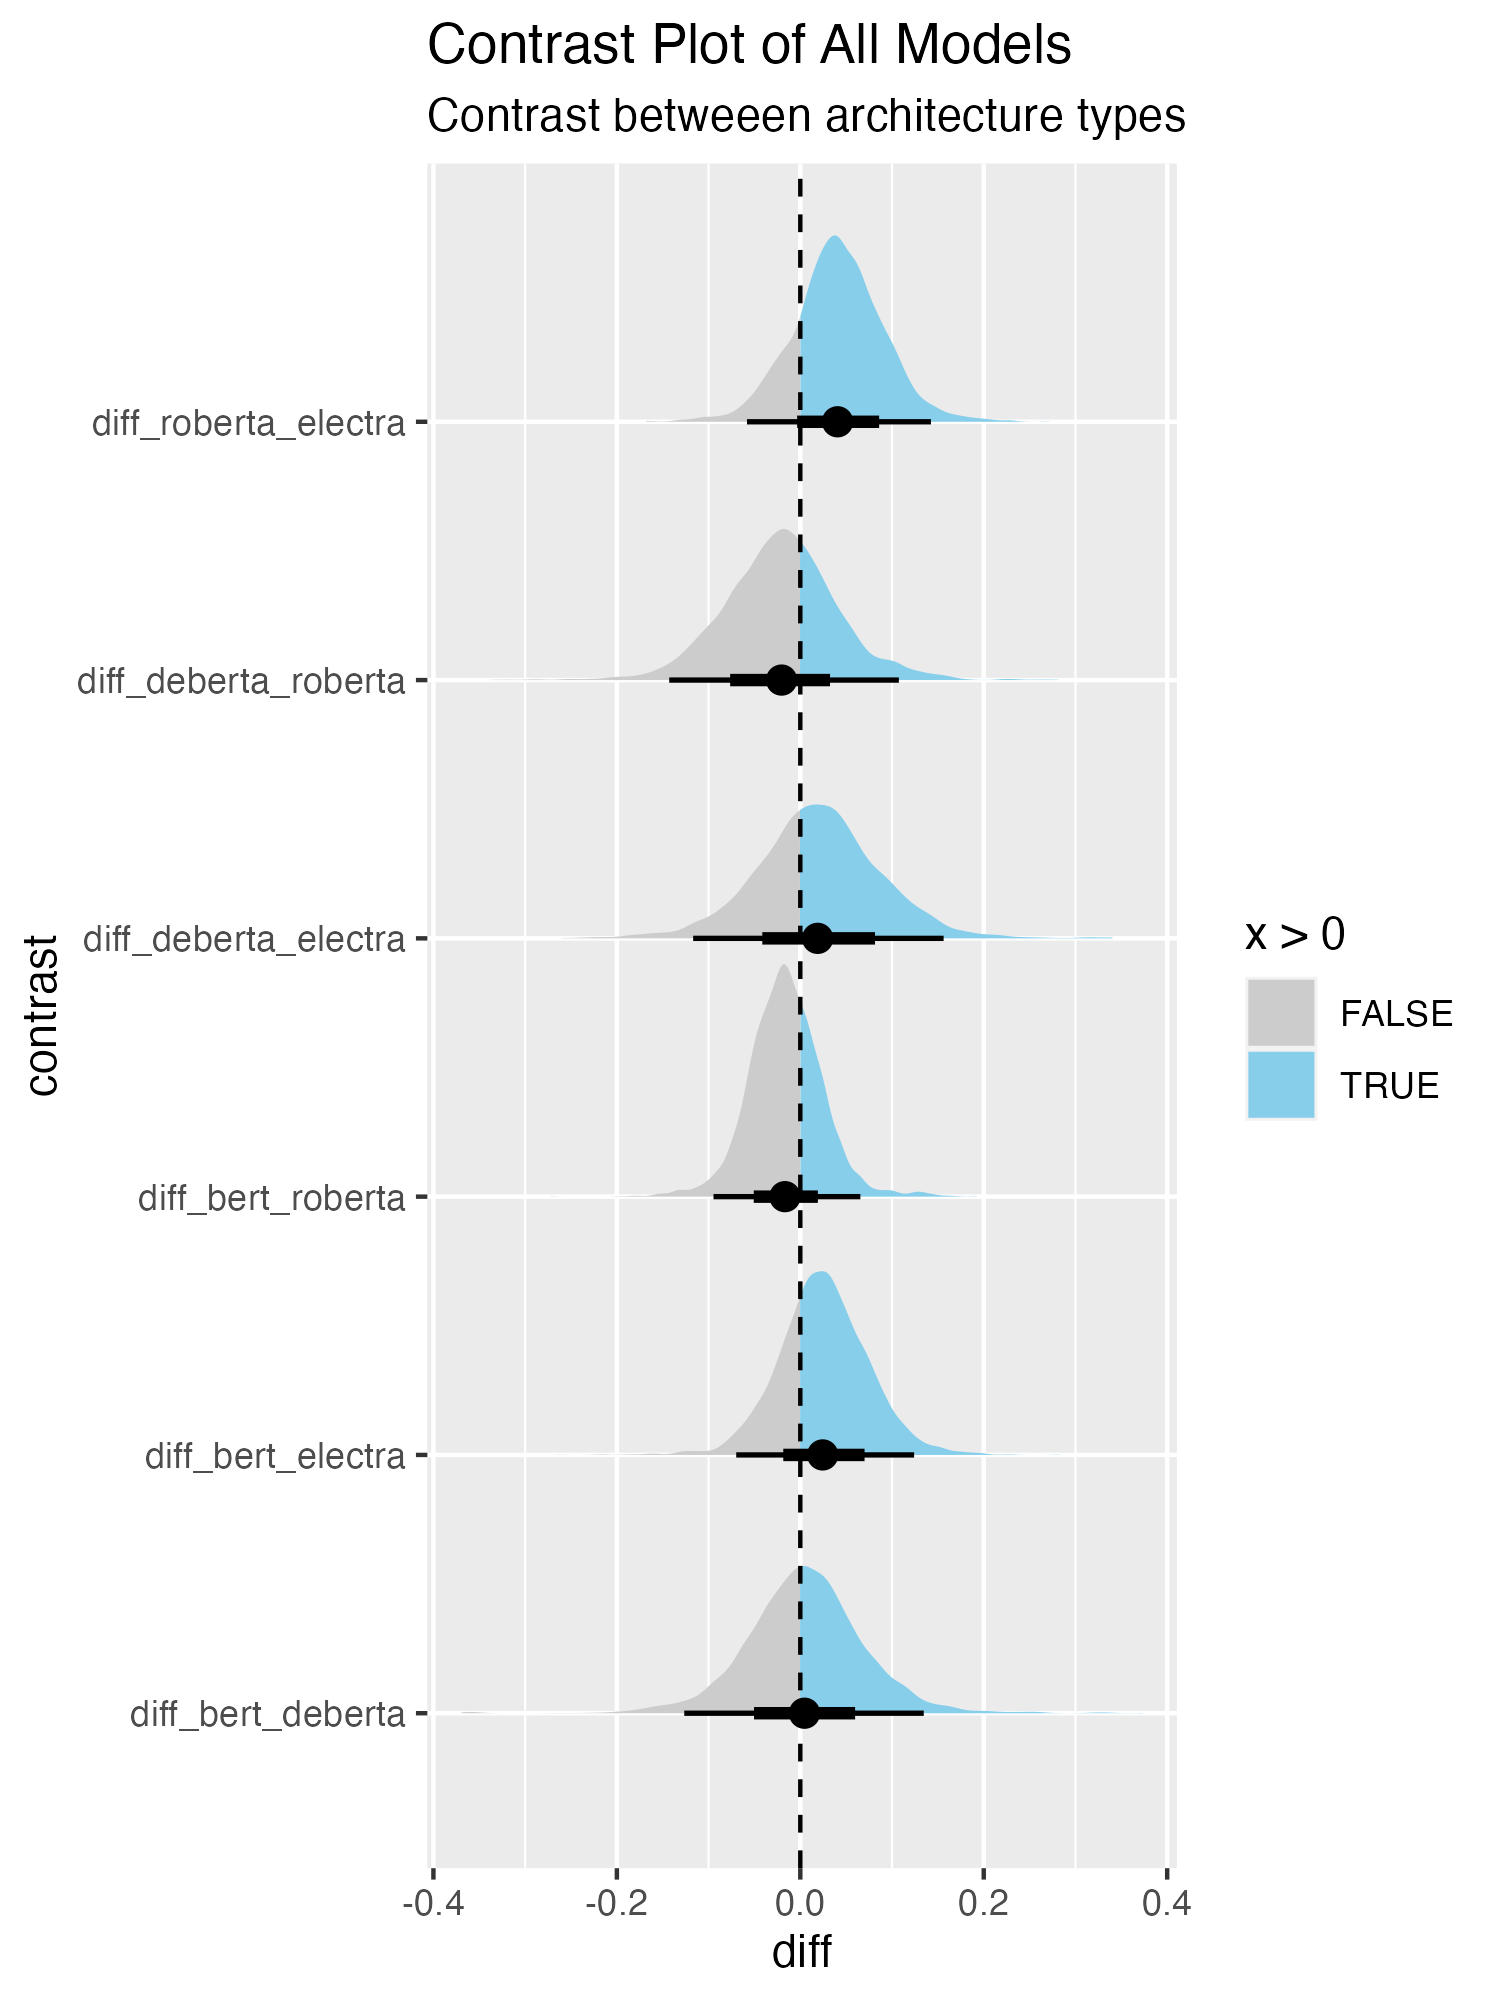 Contrast Plot of All Models
Contrast betweeen architecture types
diff_roberta_electra
diff_deberta_roberta
diff_deberta_electra
diff_bert_roberta
diff_bert_electra
diff_bert_deberta
contrast
-0.4 -0.2 0.0 0.2 0.4
diff
x > 0
FALSE
TRUE